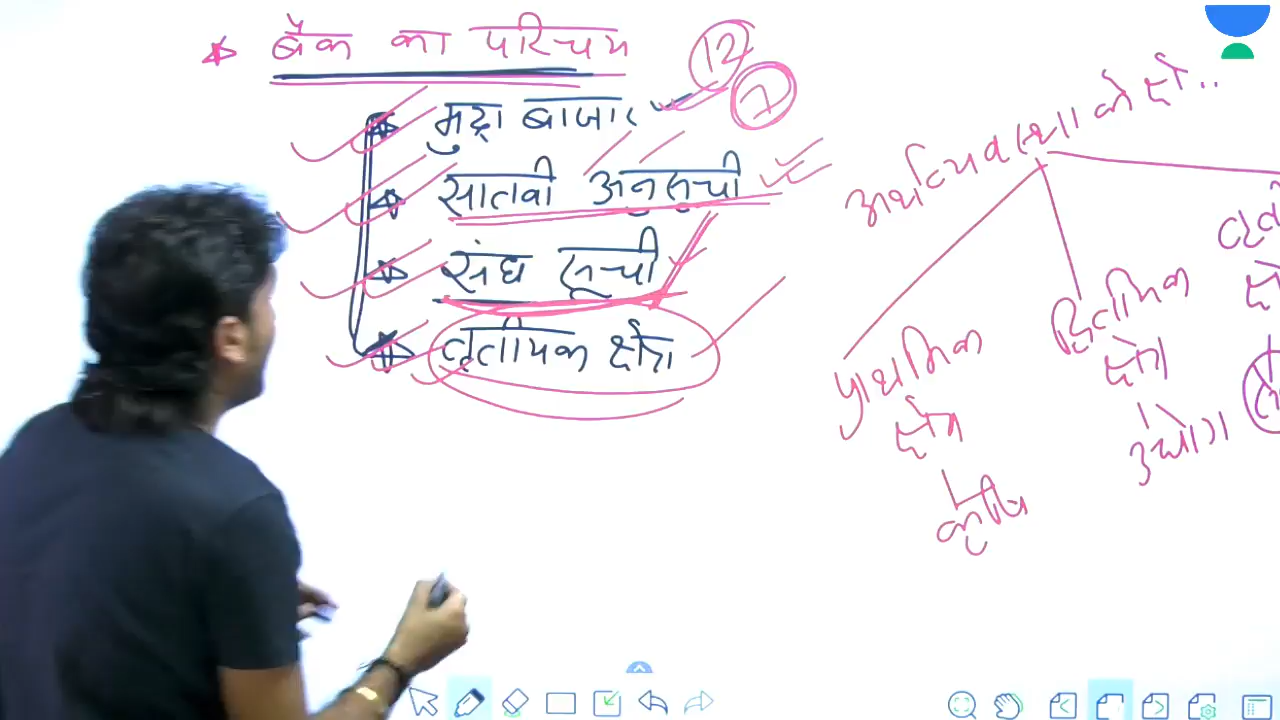 बैंक का परिचय
12
7
मुद्रा बाजार
सातवी अनुसूची
संघ सूची
तृतीयक क्षेत्र
अर्थव्यवस्था के क्षे..
प्राथमिक
क्षेत्र
कृषि
द्वितीयक
क्षेत्र
उद्योग